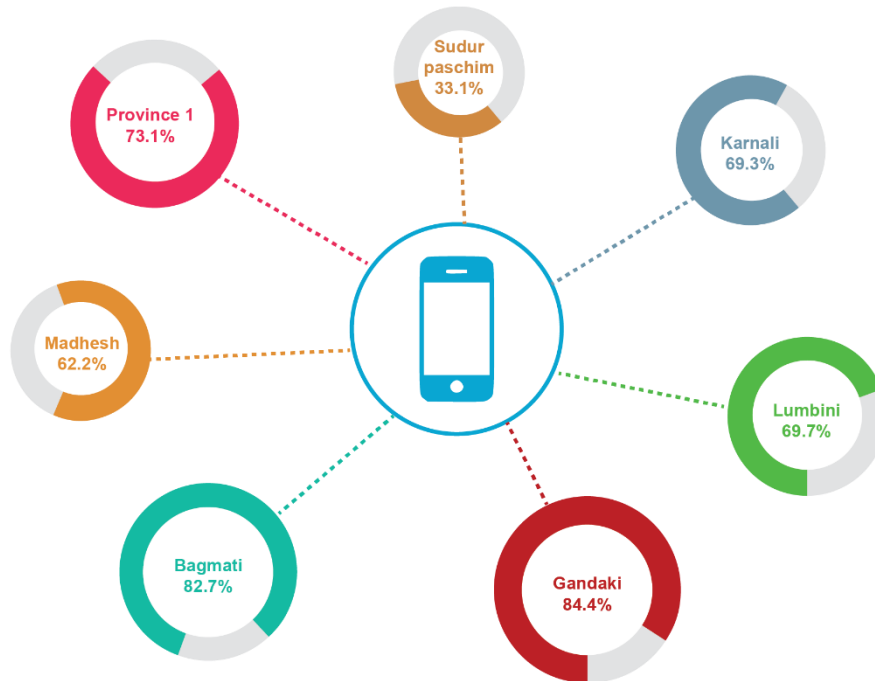 Sudur
paschim
33.1%
Province 1
73.1%
Karnali
69.3%
Madhesh
62.2%
Lumbini
69.7%
Bagmati
82.7%
Gandaki
84.4%